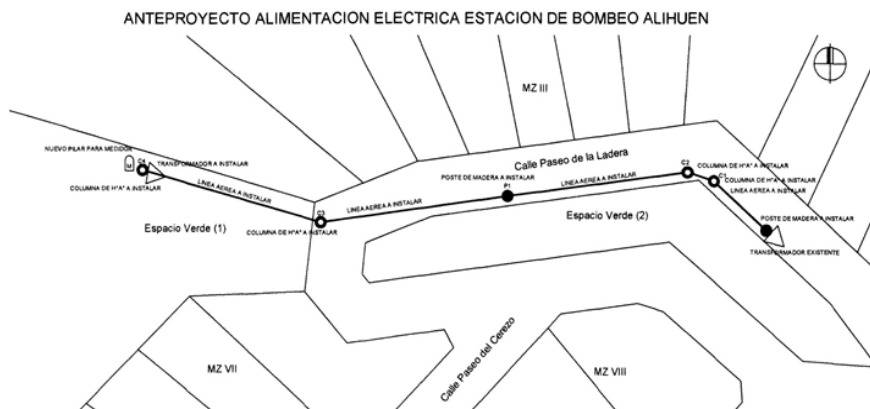 ANTEPROYECTO ALIMENTACION ELECTRICA ESTACION DE BOMBEO ALIHUEN
MZ III
NUEVO PILAR PARA MEDIDOR
M
C4
TRANSFORMADOR A INSTALAR
COLUMNA DE H°A° A INSTALAR
LINEA AEREA A INSTALAR
Espacio Verde (1)
C3
COLUMNA DE H°A° A INSTALAR
LINEA AEREA A INSTALAR
POSTE DE MADERA A INSTALAR
P1
Calle Paseo de la Ladera
LINEA AEREA A INSTALAR
C2
COLUMNA DE H°A° A INSTALAR
C1
COLUMNA DE H°A° A INSTALAR
LINEA AEREA A INSTALAR
Espacio Verde (2)
POSTE DE MADERA A INSTALAR
TRANSFORMADOR EXISTENTE
Calle Paseo del Cerezo
MZ VII
MZ VIII